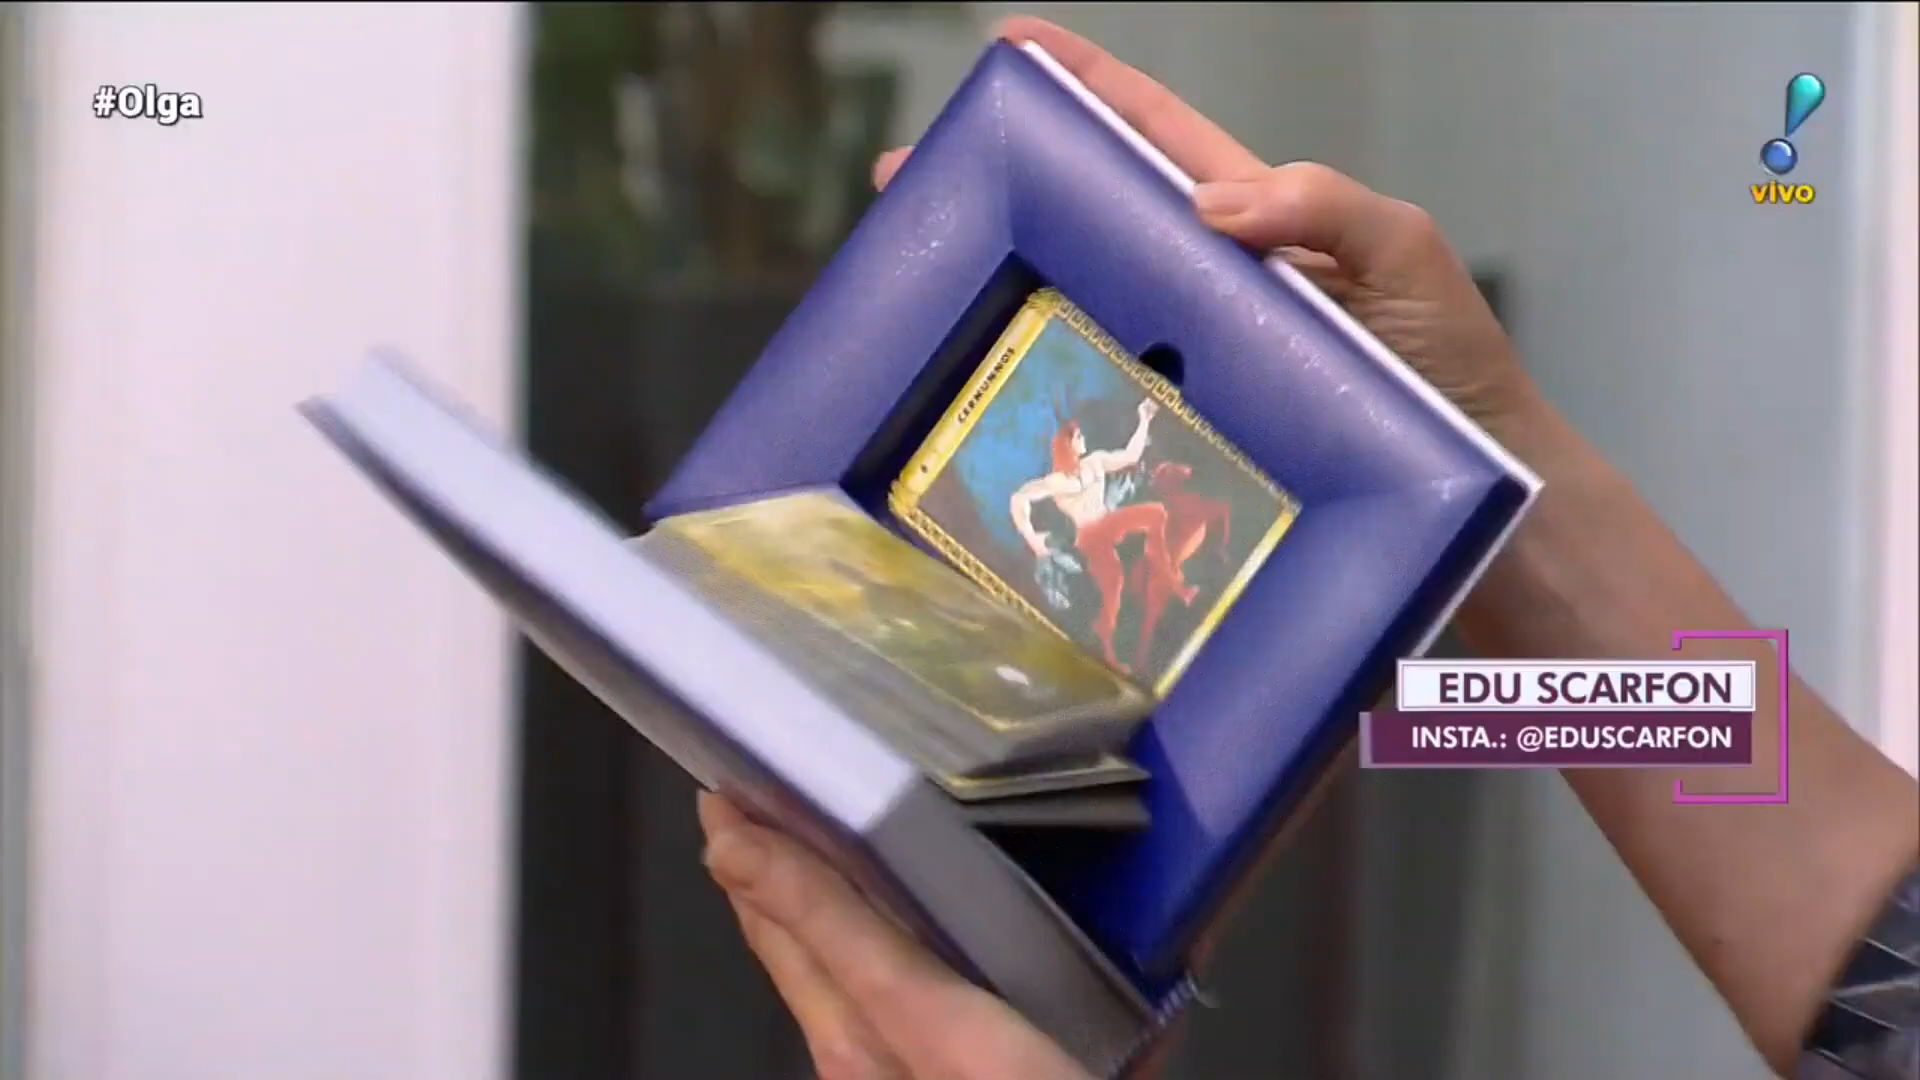 #Olga
vivo
CERNUNNOS
EDU SCARFON
INSTA.: @EDUSCARFON